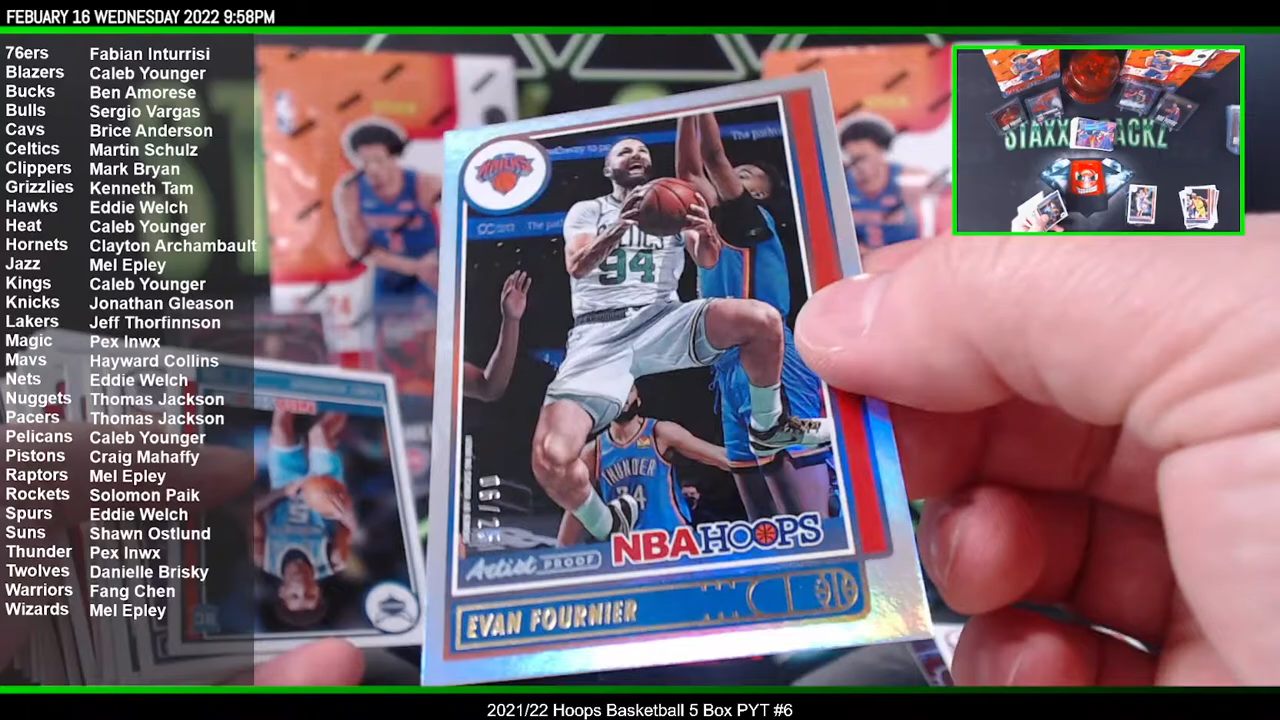 FEBUARY 16 WEDNESDAY 2022 9:58PM
76ers Fabian Inturrisi
Blazers Caleb Younger
Bucks Ben Amorese
Bulls Sergio Vargas
Cavs Brice Anderson
Celtics Martin Schulz
Clippers Mark Bryan
Grizzlies Kenneth Tam
Hawks Eddie Welch
Heat Caleb Younger
Hornets Clayton Archambault
Jazz Mel Epley
Kings Caleb Younger
Knicks Jonathan Gleason
Lakers Jeff Thorfinnson
Magic Pex Inwx
Mavs Hayward Collins
Nets Eddie Welch
Nuggets Thomas Jackson
Pacers Thomas Jackson
Pelicans Caleb Younger
Pistons Craig Mahaffy
Raptors Mel Epley
Rockets Solomon Paik
Spurs Eddie Welch
Suns Shawn Ostlund
Thunder Pex Inwx
Twolves Danielle Brisky
Warriors Fang Chen
Wizards Mel Epley
KNICKS
CELTICS
94
THUNDER
NBA HOOPS
Artist PROOF
EVAN FOURNIER
2021/22 Hoops Basketball 5 Box PYT #6